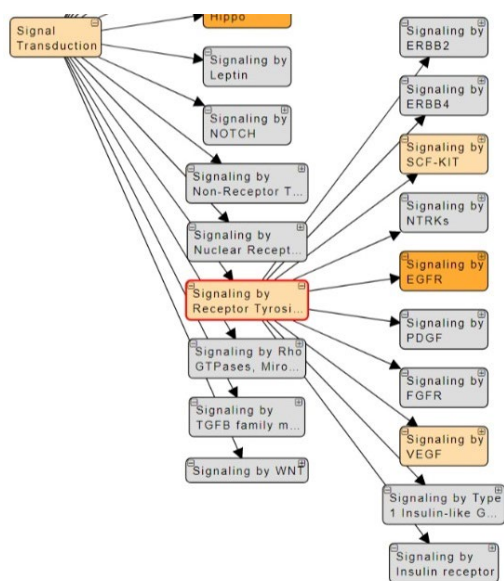 Signal
Transduction
Hippo
Signaling by
Leptin
Signaling by
NOTCH
Signaling by
Non-Receptor T...
Signaling by
Nuclear Recept...
Signaling by
Receptor Tyrosi...
Signaling by Rho
GTPases, Miro...
Signaling by
TGFB family m...
Signaling by WNT
Signaling by
ERBB2
Signaling by
ERBB4
Signaling by
SCF-KIT
Signaling by
NTRKs
Signaling by
EGFR
Signaling by
PDGF
Signaling by
FGFR
Signaling by
VEGF
Signaling by Type
1 Insulin-like G...
Signaling by
Insulin receptor